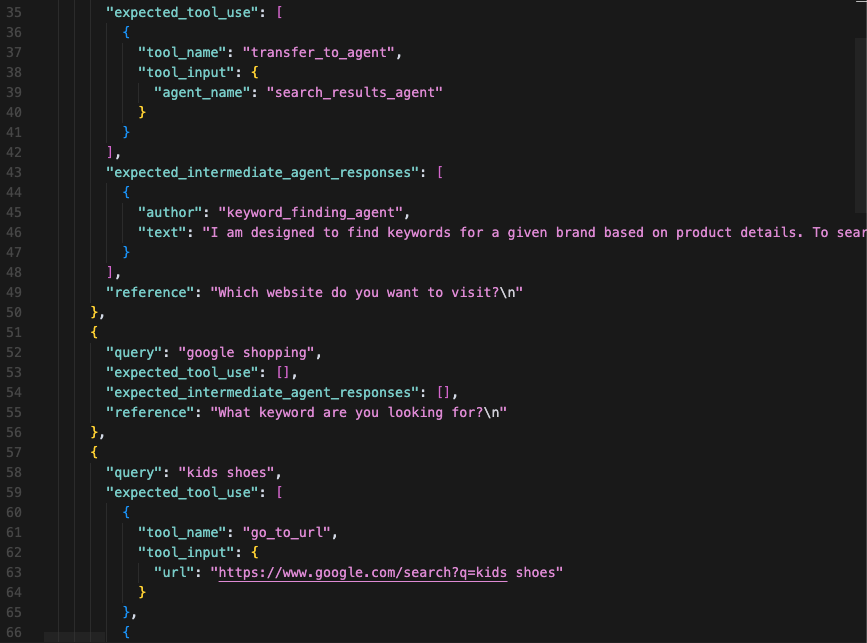 35 "expected_tool_use": [
36 {
37 "tool_name": "transfer_to_agent",
38 "tool_input": {
39 "agent_name": "search_results_agent"
40 }
41 }
42 ],
43 "expected_intermediate_agent_responses": [
44 {
45 "author": "keyword_finding_agent",
46 "text": "I am designed to find keywords for a given brand based on product details. To sear
47 }
48 ],
49 "reference": "Which website do you want to visit?\n"
50 },
51 {
52 "query": "google shopping",
53 "expected_tool_use": [],
54 "expected_intermediate_agent_responses": [],
55 "reference": "What keyword are you looking for?\n"
56 },
57 {
58 "query": "kids shoes",
59 "expected_tool_use": [
60 {
61 "tool_name": "go_to_url",
62 "tool_input": {
63 "url": "https://www.google.com/search?q=kids shoes"
64 }
65 },
66 {